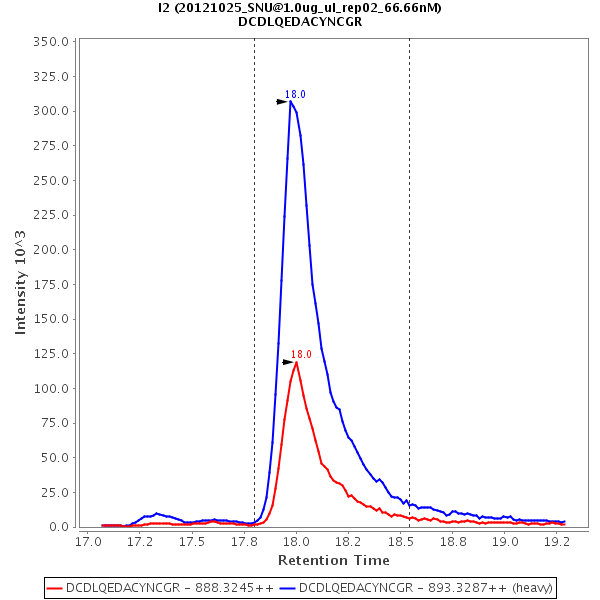 I2 (20121025_SNU@1.0ug_ul_rep02_66.66nM)
DCDLQEDACYNCGR
350.0
325.0
300.0
275.0
250.0
225.0
200.0
175.0
150.0
125.0
100.0
75.0
50.0
25.0
0.0
Intensity 10^3
18.0
18.0
17.0 17.2 17.5 17.8 18.0 18.2 18.5 18.8 19.0 19.2
Retention Time
DCDLQEDACYNCGR - 888.3245++ DCDLQEDACYNCGR - 893.3287++ (heavy)